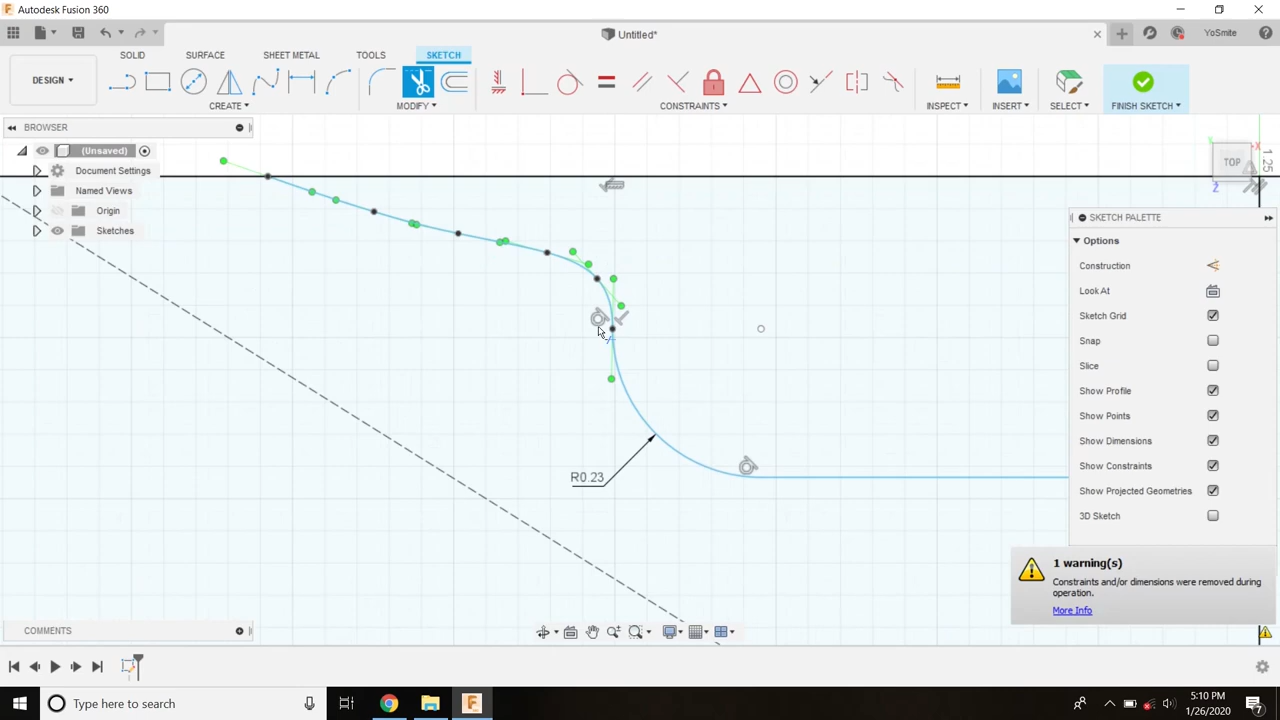 Autodesk Fusion 360
Untitled*
YoSmite
DESIGN
SOLID
SURFACE
SHEET METAL
TOOLS
SKETCH
CREATE
MODIFY
CONSTRAINTS
INSPECT
INSERT
SELECT
FINISH SKETCH
BROWSER
(Unsaved)
Document Settings
Named Views
Origin
Sketches
TOP
Y
X
Z
1.25
SKETCH PALETTE
Options
Construction
Look At
Sketch Grid
Snap
Slice
Show Profile
Show Points
Show Dimensions
Show Constraints
Show Projected Geometries
3D Sketch
R0.23
1 warning(s)
Constraints and/or dimensions were removed during
operation.
More Info
COMMENTS
Type here to search
5:10 PM
1/26/2020
7